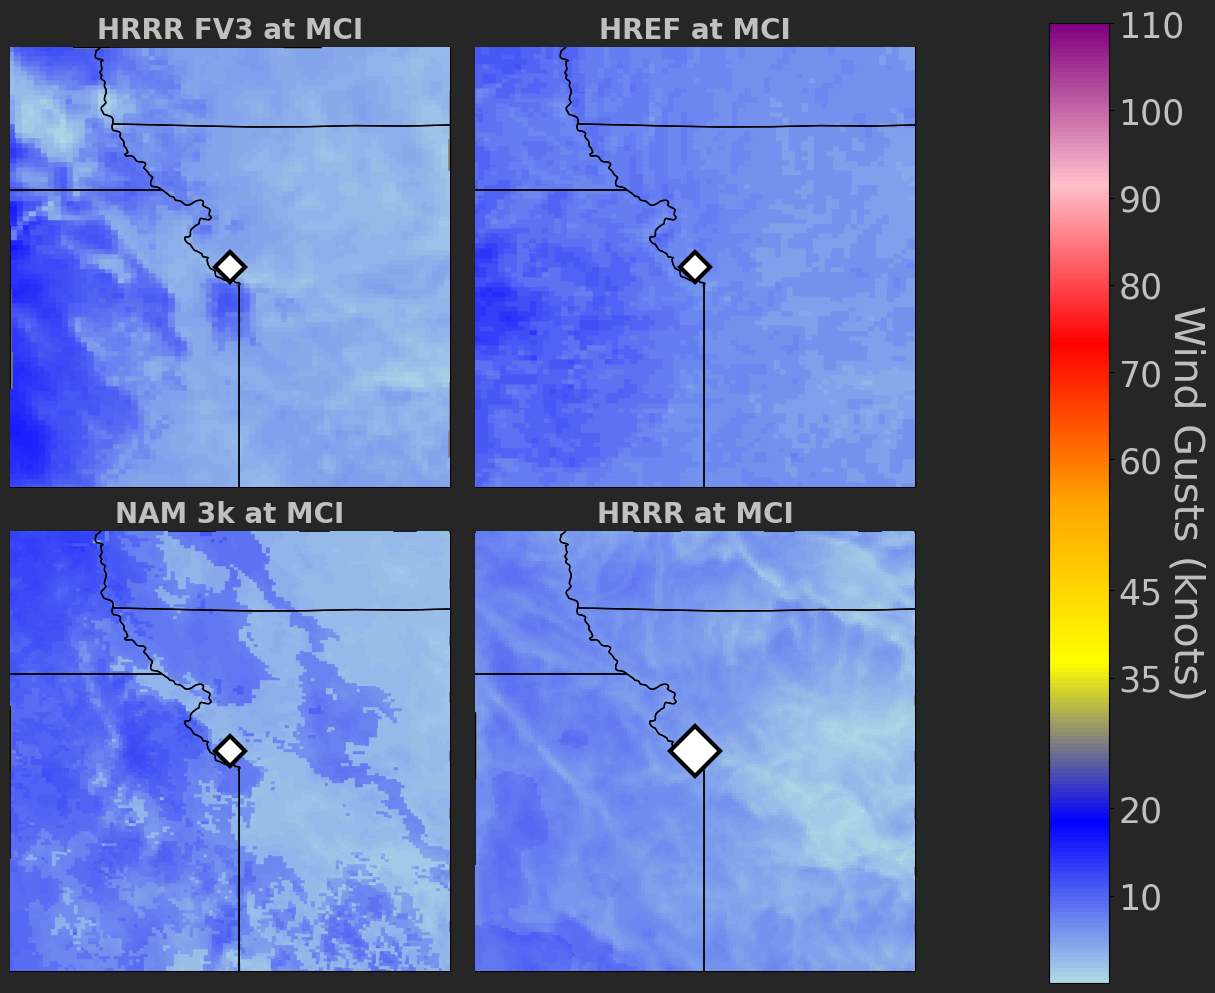 HRRR FV3 at MCI
HREF at MCI
NAM 3k at MCI
HRRR at MCI
110
100
90
80
70
60
45
35
20
10
Wind Gusts (knots)